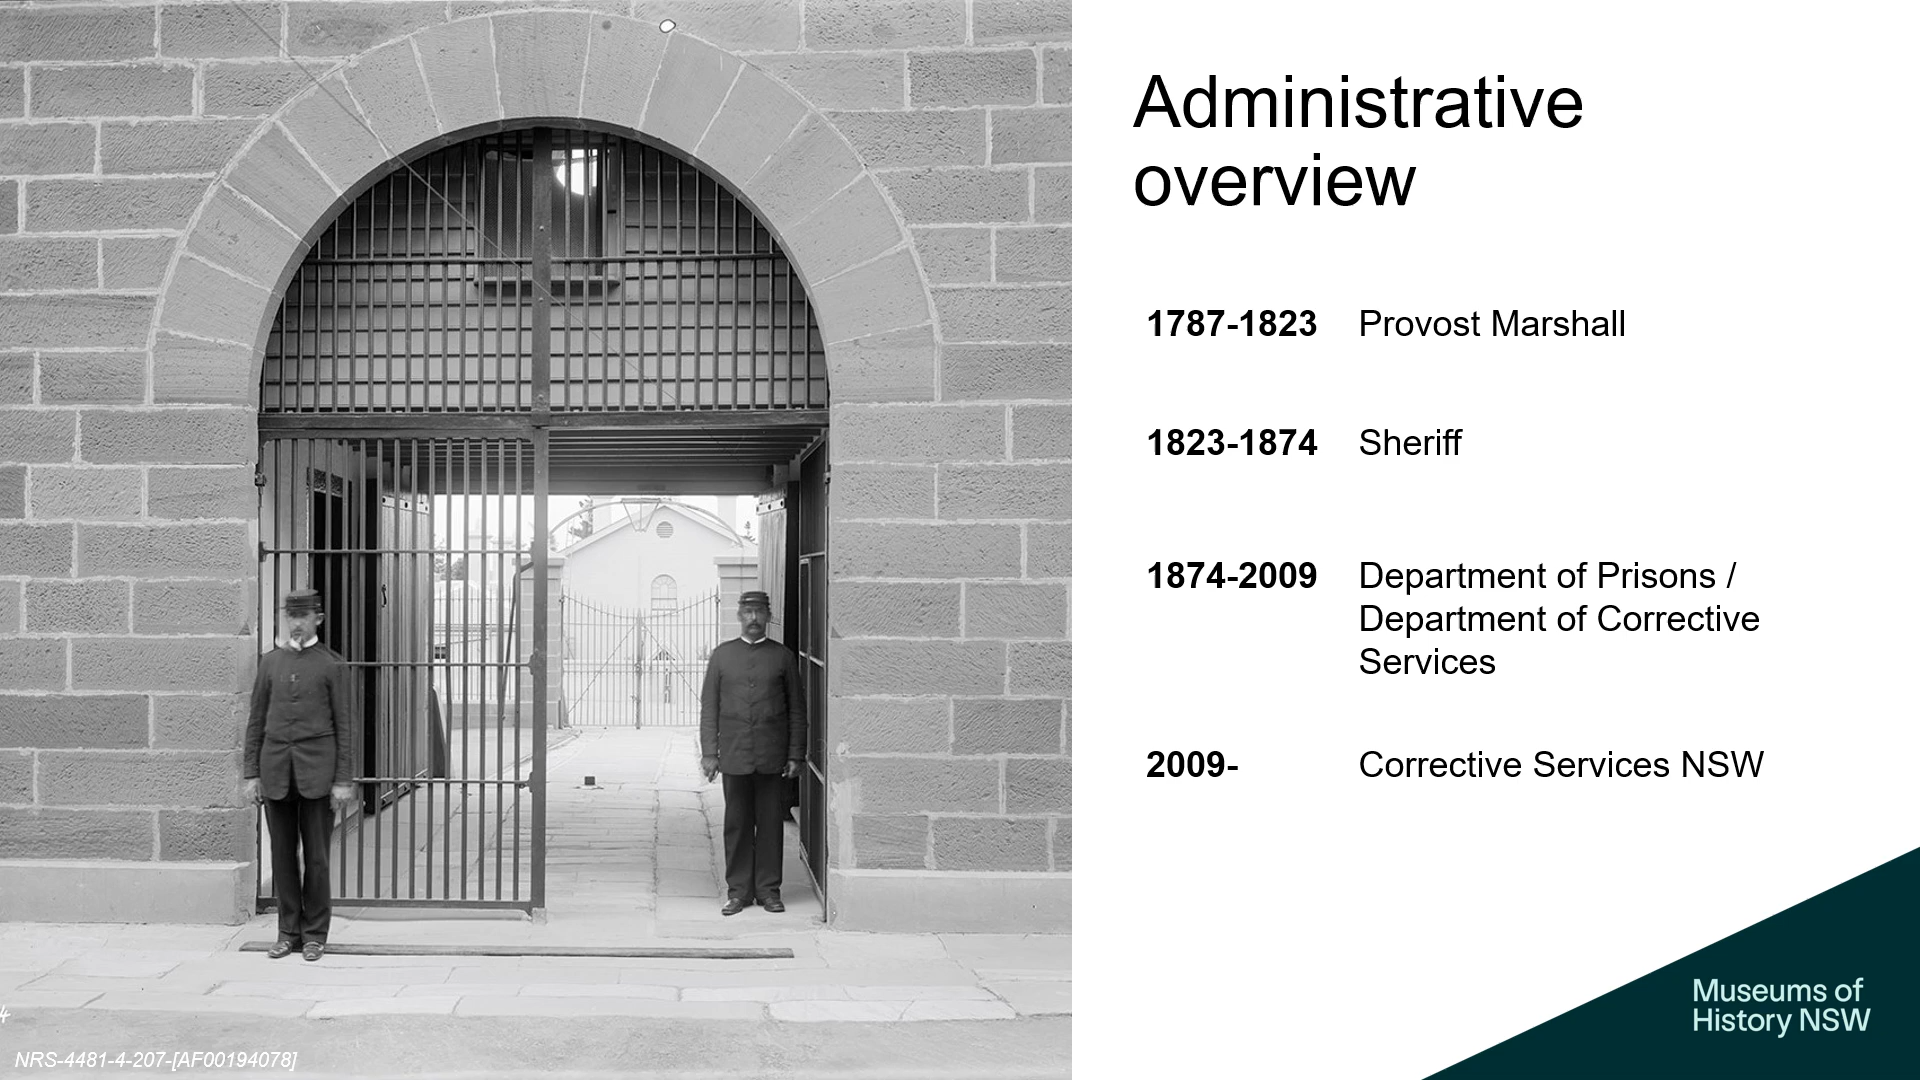 Administrative
overview
1787-1823 Provost Marshall
1823-1874 Sheriff
1874-2009 Department of Prisons /
Department of Corrective
Services
2009- Corrective Services NSW
Museums of
History NSW
4
NRS-4481-4-207-[AF00194078]